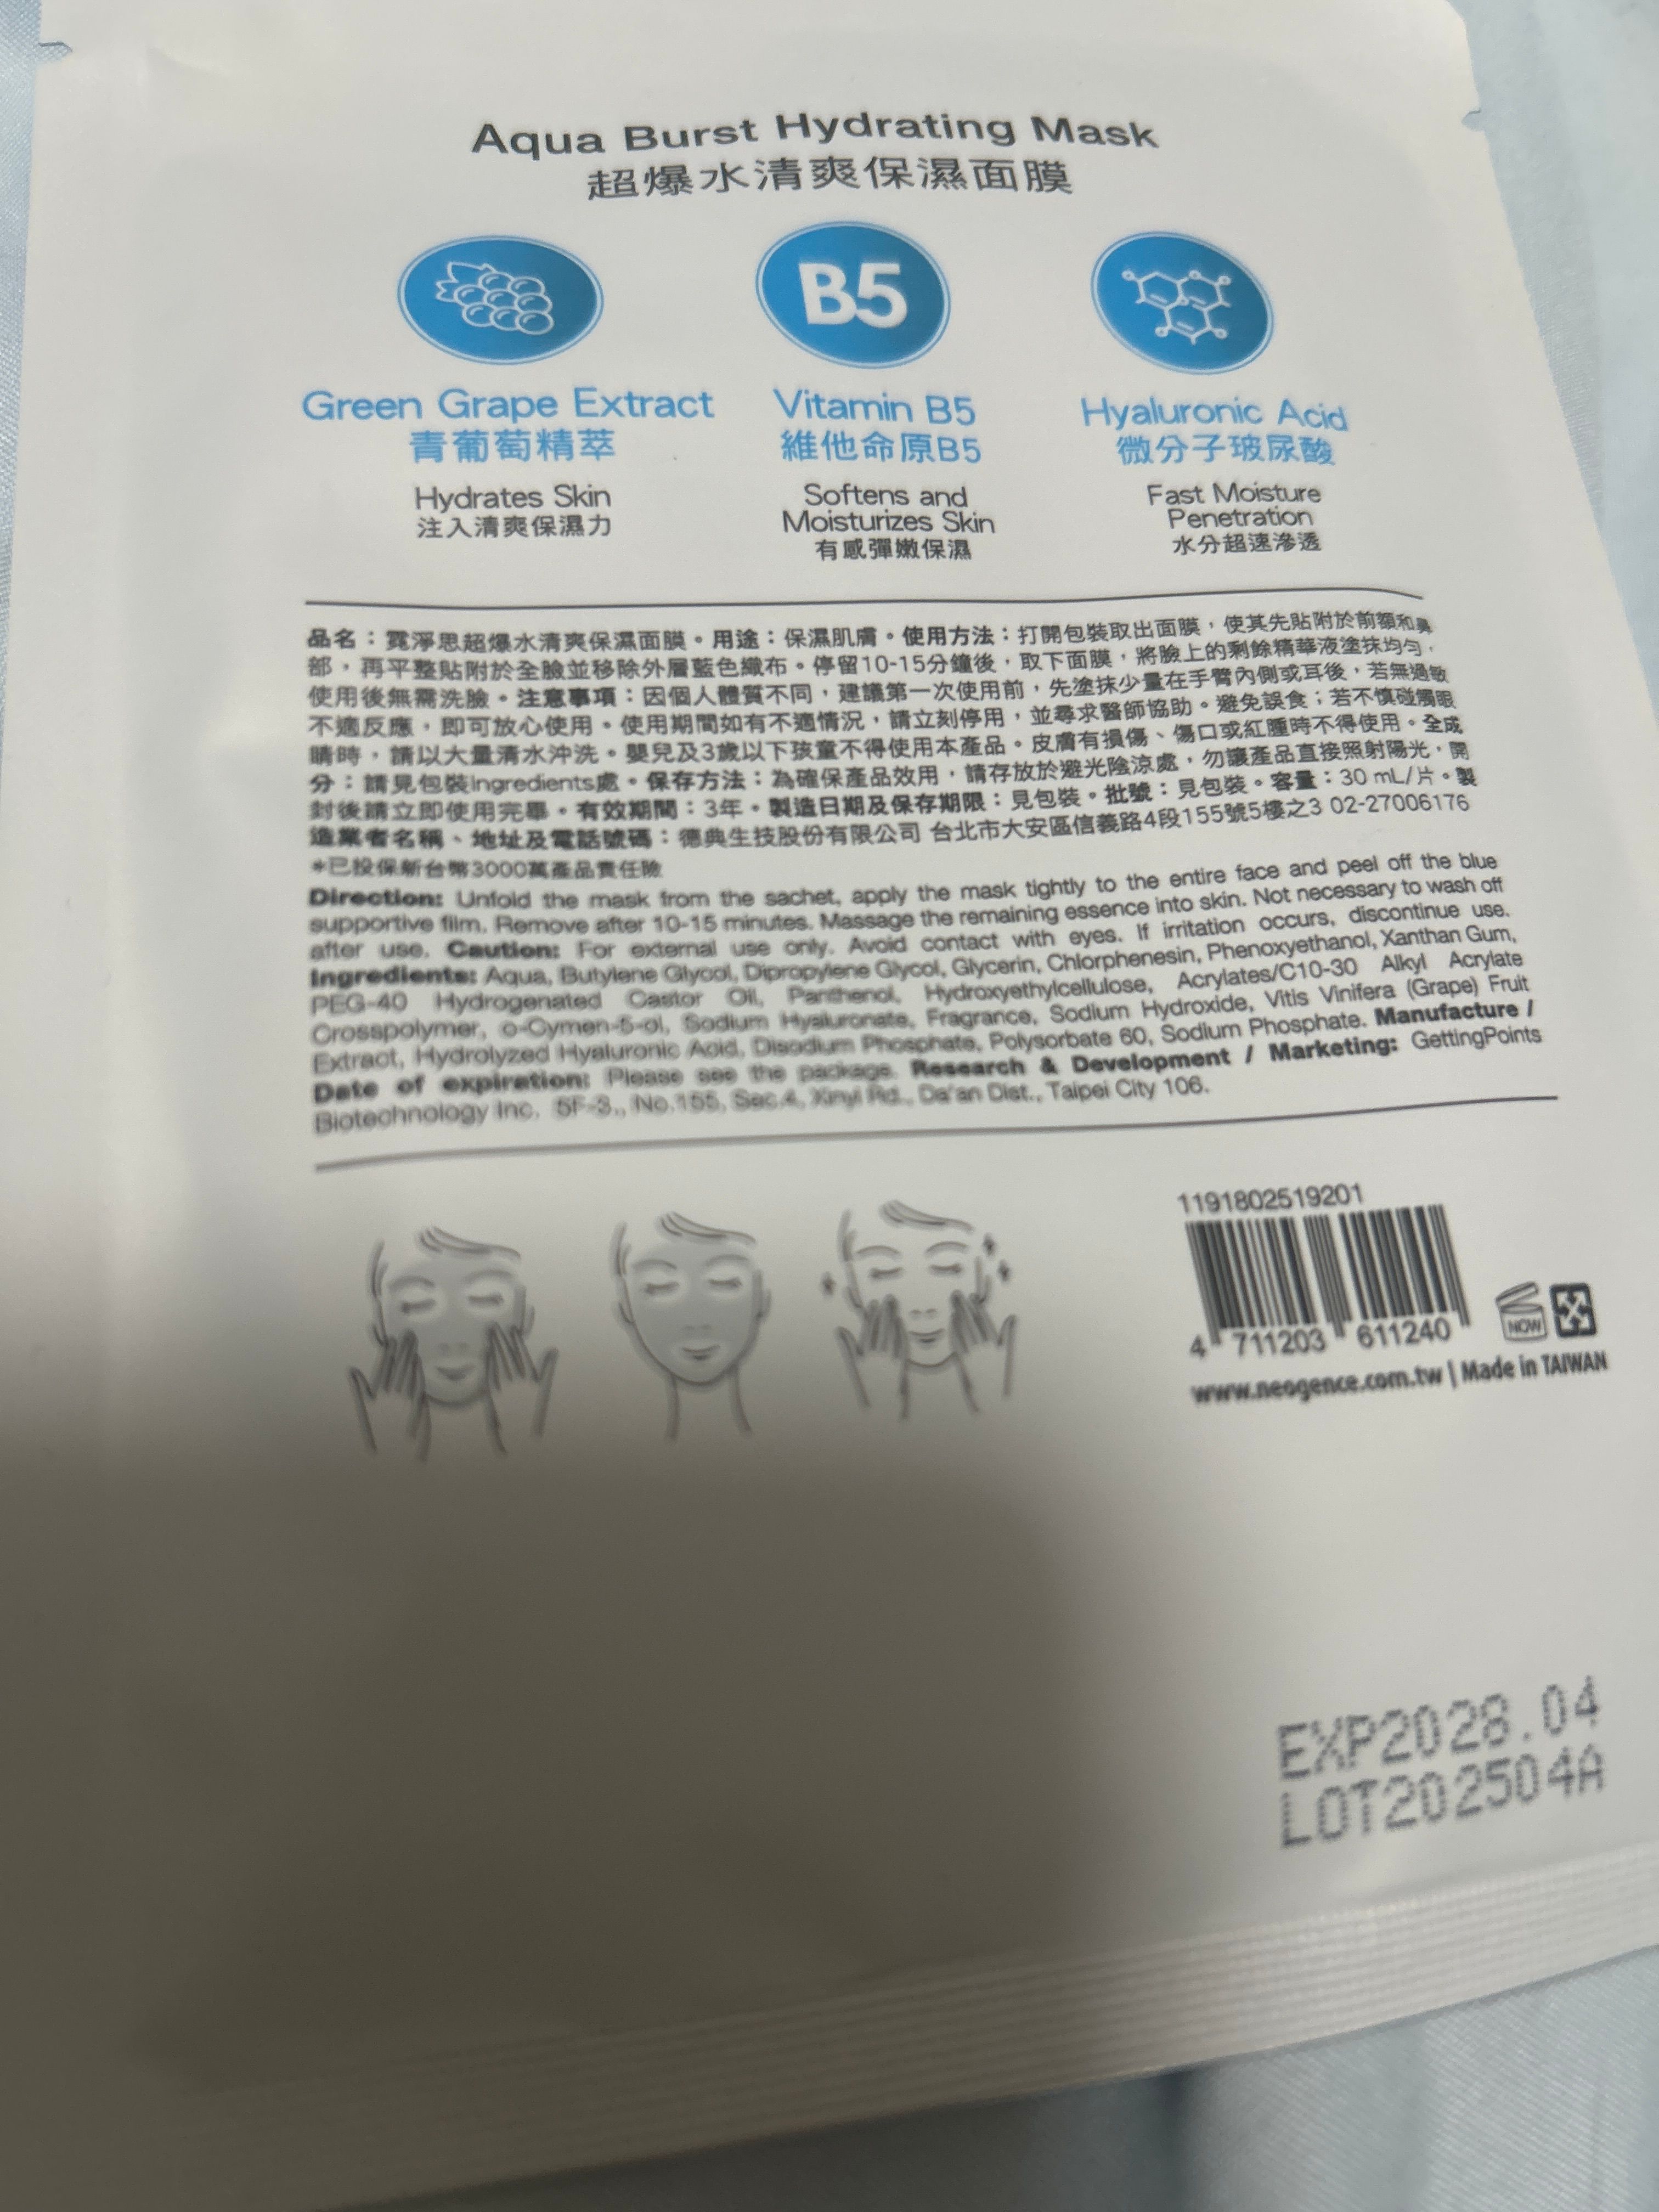 Aqua Burst Hydrating Mask
超爆水清爽保濕面膜
B5
Green Grape Extract
青葡萄精萃
Hydrates Skin
注入清爽保濕力
Vitamin B5
維他命原B5
Softens and
Moisturizes Skin
有感彈嫩保濕
Hyaluronic Acid
微分子玻尿酸
Fast Moisture
Penetration
水分超速滲透
品名：霓淨思超爆水清爽保濕面膜。用途：保濕肌膚。使用方法：打開包裝取出面膜，使其先貼附於前額和鼻
部，再平整貼附於全臉並移除外層藍色織布。停留10-15分鐘後，取下面膜，將臉上的剩餘精華液塗抹均勻，
使用後無需洗臉。注意事項：因個人體質不同，建議第一次使用前，先塗抹少量在手臂內側或耳後，若無過敏
不適反應，即可放心使用。使用期間如有不適情況，請立刻停用，並尋求醫師協助。避免誤食；若不慎碰觸眼
睛時，請以大量清水沖洗。嬰兒及3歲以下孩童不得使用本產品。皮膚有損傷、傷口或紅腫時不得使用。全成
分：請見包裝Ingredients處。保存方法：為確保產品效用，請存放於避光陰涼處，勿讓產品直接照射陽光，開
封後請立即使用完畢。有效期間：3年。製造日期及保存期限：見包裝。批號：見包裝。容量：30 mL/片。製
造業者名稱、地址及電話號碼：德典生技股份有限公司 台北市大安區信義路4段155號5樓之3 02-27006176
*已投保新台幣3000萬產品責任險
Direction: Unfold the mask from the sachet, apply the mask tightly to the entire face and peel off the blue
supportive film. Remove after 10-15 minutes. Massage the remaining essence into skin. Not necessary to wash off
after use. Caution: For external use only. Avoid contact with eyes. If irritation occurs, discontinue use.
Ingredients: Aqua, Butylene Glycol, Dipropylene Glycol, Glycerin, Chlorphenesin, Phenoxyethanol, Xanthan Gum,
PEG-40 Hydrogenated Castor Oil, Panthenol, Hydroxyethylcellulose, Acrylates/C10-30 Alkyl Acrylate
Crosspolymer, o-Cymen-5-ol, Sodium Hyaluronate, Fragrance, Sodium Hydroxide, Vitis Vinifera (Grape) Fruit
Extract, Hydrolyzed Hyaluronic Acid, Disodium Phosphate, Polysorbate 60, Sodium Phosphate. Manufacture /
Date of expiration: Please see the package. Research & Development / Marketing: GettingPoints
Biotechnology Inc. 5F-3., No.155, Sec.4, Xinyi Rd., Da'an Dist., Taipei City 106.
1191802519201
4 711203 611240
NOW
www.neogence.com.tw | Made in TAIWAN
EXP2028.04
LOT202504A